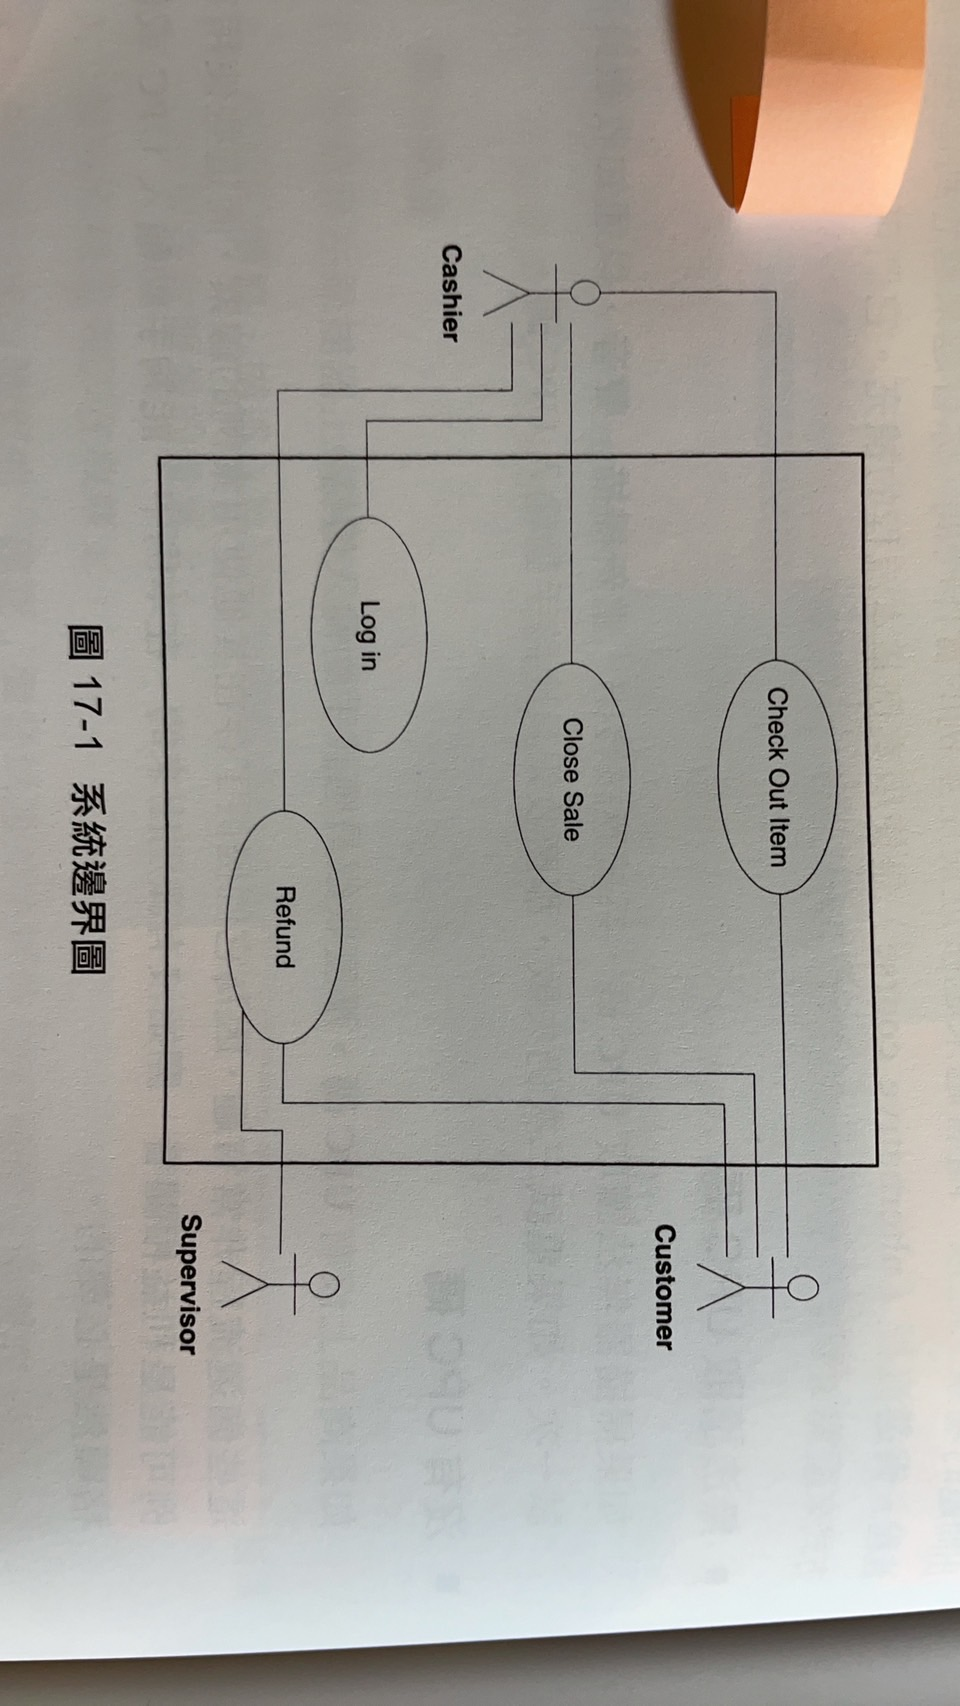 Check Out Item
Customer
Cashier
Close Sale
Log in
Refund
Supervisor
圖 17-1 系統邊界圖